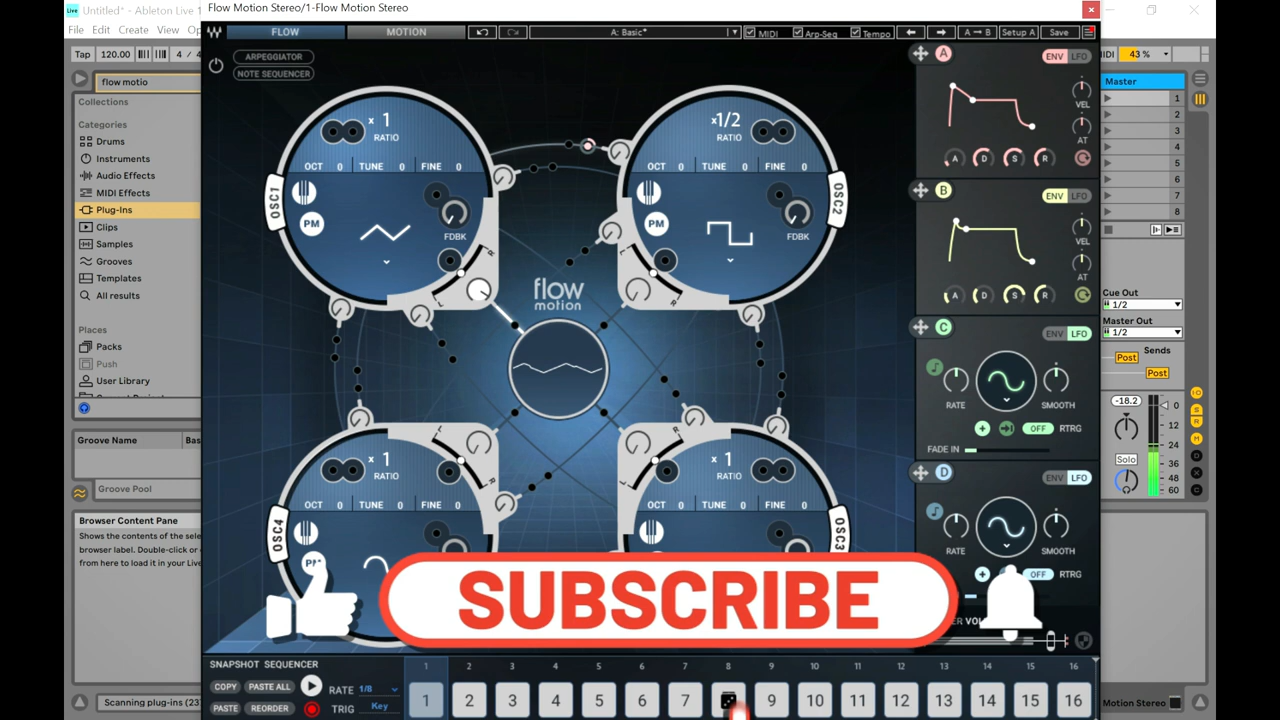 Live Untitled* - Ableton Live 1
File Edit Create View Op
Flow Motion Stereo/1-Flow Motion Stereo
Tap 120.00 4 / 4
MIDI 43 %
FLOW MOTION A: Basic* MIDI Arp-Seq Tempo A → B Setup A Save
flow motio
Collections
Categories
Drums
Instruments
Audio Effects
MIDI Effects
Plug-Ins
Clips
Samples
Grooves
Templates
All results
Places
Packs
Push
User Library
Groove Name Bas
Groove Pool
Browser Content Pane
Shows the contents of the sele
browser label. Double-click or
from here to load it in your Live
Scanning plug-ins (23
ARPEGGIATOR
NOTE SEQUENCER
OSC1
x 1
RATIO
OCT 0 TUNE 0 FINE 0
PM
FDBK
L R
OSC2
x1/2
RATIO
OCT 0 TUNE 0 FINE 0
PM
FDBK
L R
flow
motion
OSC4
x 1
RATIO
OCT 0 TUNE 0 FINE 0
PM
L R
OSC3
x 1
RATIO
OCT 0 TUNE 0 FINE 0
L R
A ENV LFO
VEL
AT
A D S R
B ENV LFO
VEL
AT
A D S R
C ENV LFO
RATE SMOOTH
OFF RTRG
FADE IN
D ENV LFO
RATE SMOOTH
OFF RTRG
SUBSCRIBE
SNAPSHOT SEQUENCER
COPY PASTE ALL
PASTE REORDER
RATE 1/8
TRIG Key
1 2 3 4 5 6 7 8 9 10 11 12 13 14 15 16
1 2 3 4 5 6 7 9 10 11 12 13 14 15 16
Master
1
2
3
4
5
6
7
8
Cue Out
1/2
Master Out
1/2
Sends
Post
Post
-18.2 0
12
24
Solo 36
48
60
Motion Stereo